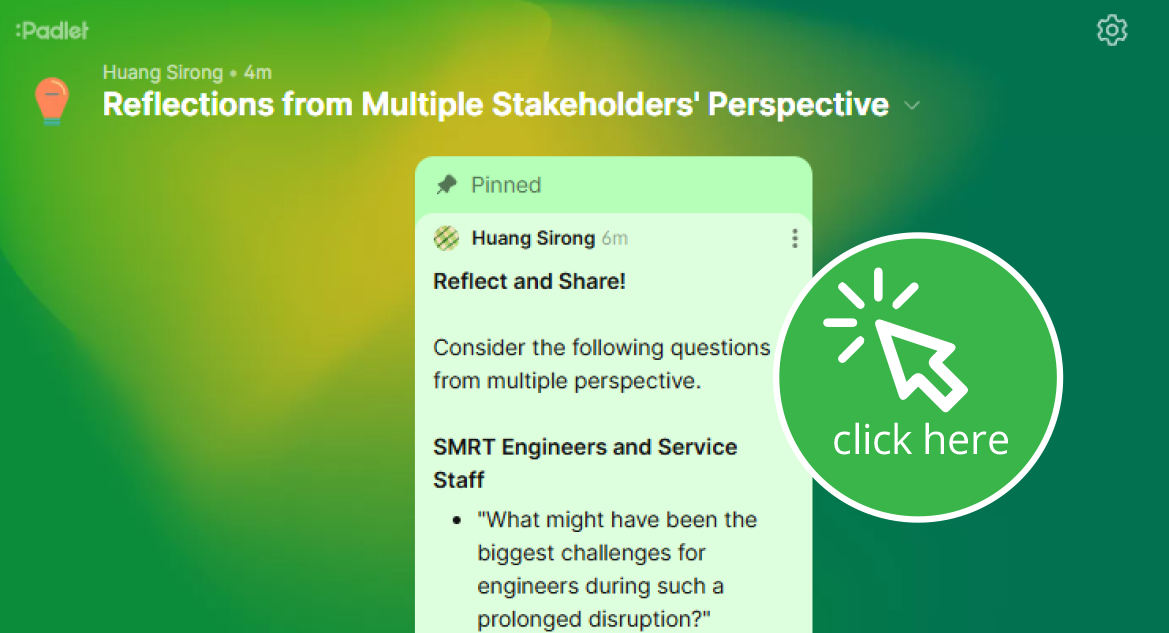 :Padlet
Huang Sirong • 4m
Reflections from Multiple Stakeholders' Perspective
Pinned
Huang Sirong 6m
Reflect and Share!
Consider the following questions
from multiple perspective.
SMRT Engineers and Service
Staff
• "What might have been the
biggest challenges for
engineers during such a
prolonged disruption?"
click here